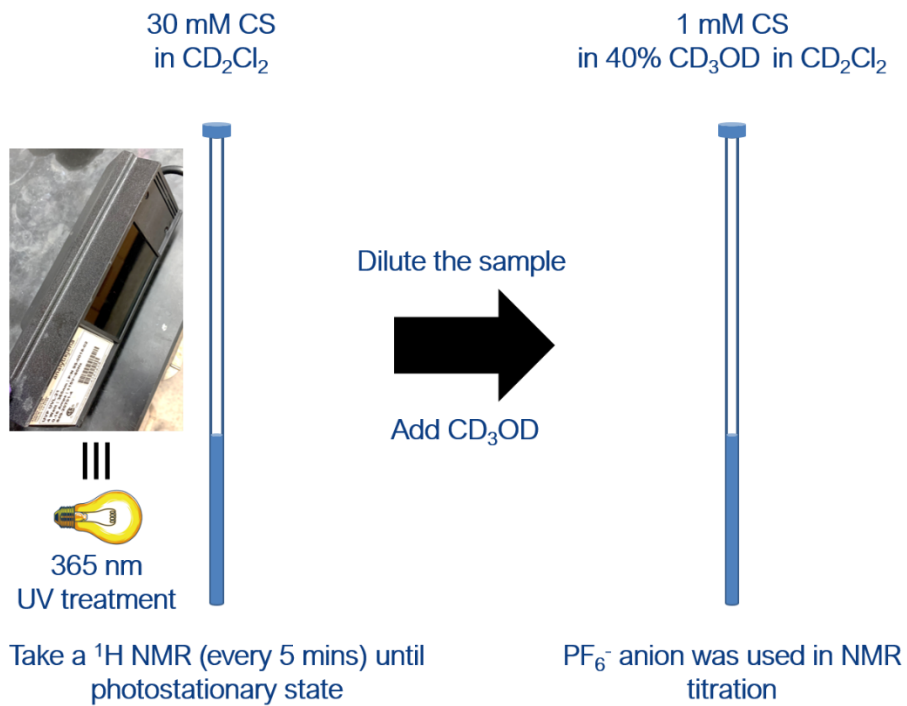 30 mM CS
in CD₂Cl₂
1 mM CS
in 40% CD₃OD in CD₂Cl₂
Dilute the sample
Add CD₃OD
365 nm
UV treatment
Take a ¹H NMR (every 5 mins) until
photostationary state
PF₆⁻ anion was used in NMR
titration